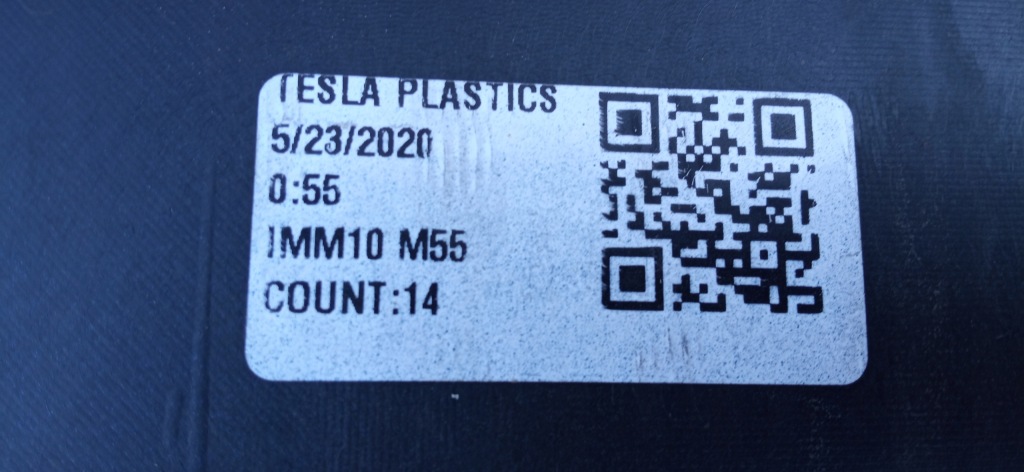 TESLA PLASTICS
5/23/2020
0:55
IMM10 M55
COUNT:14